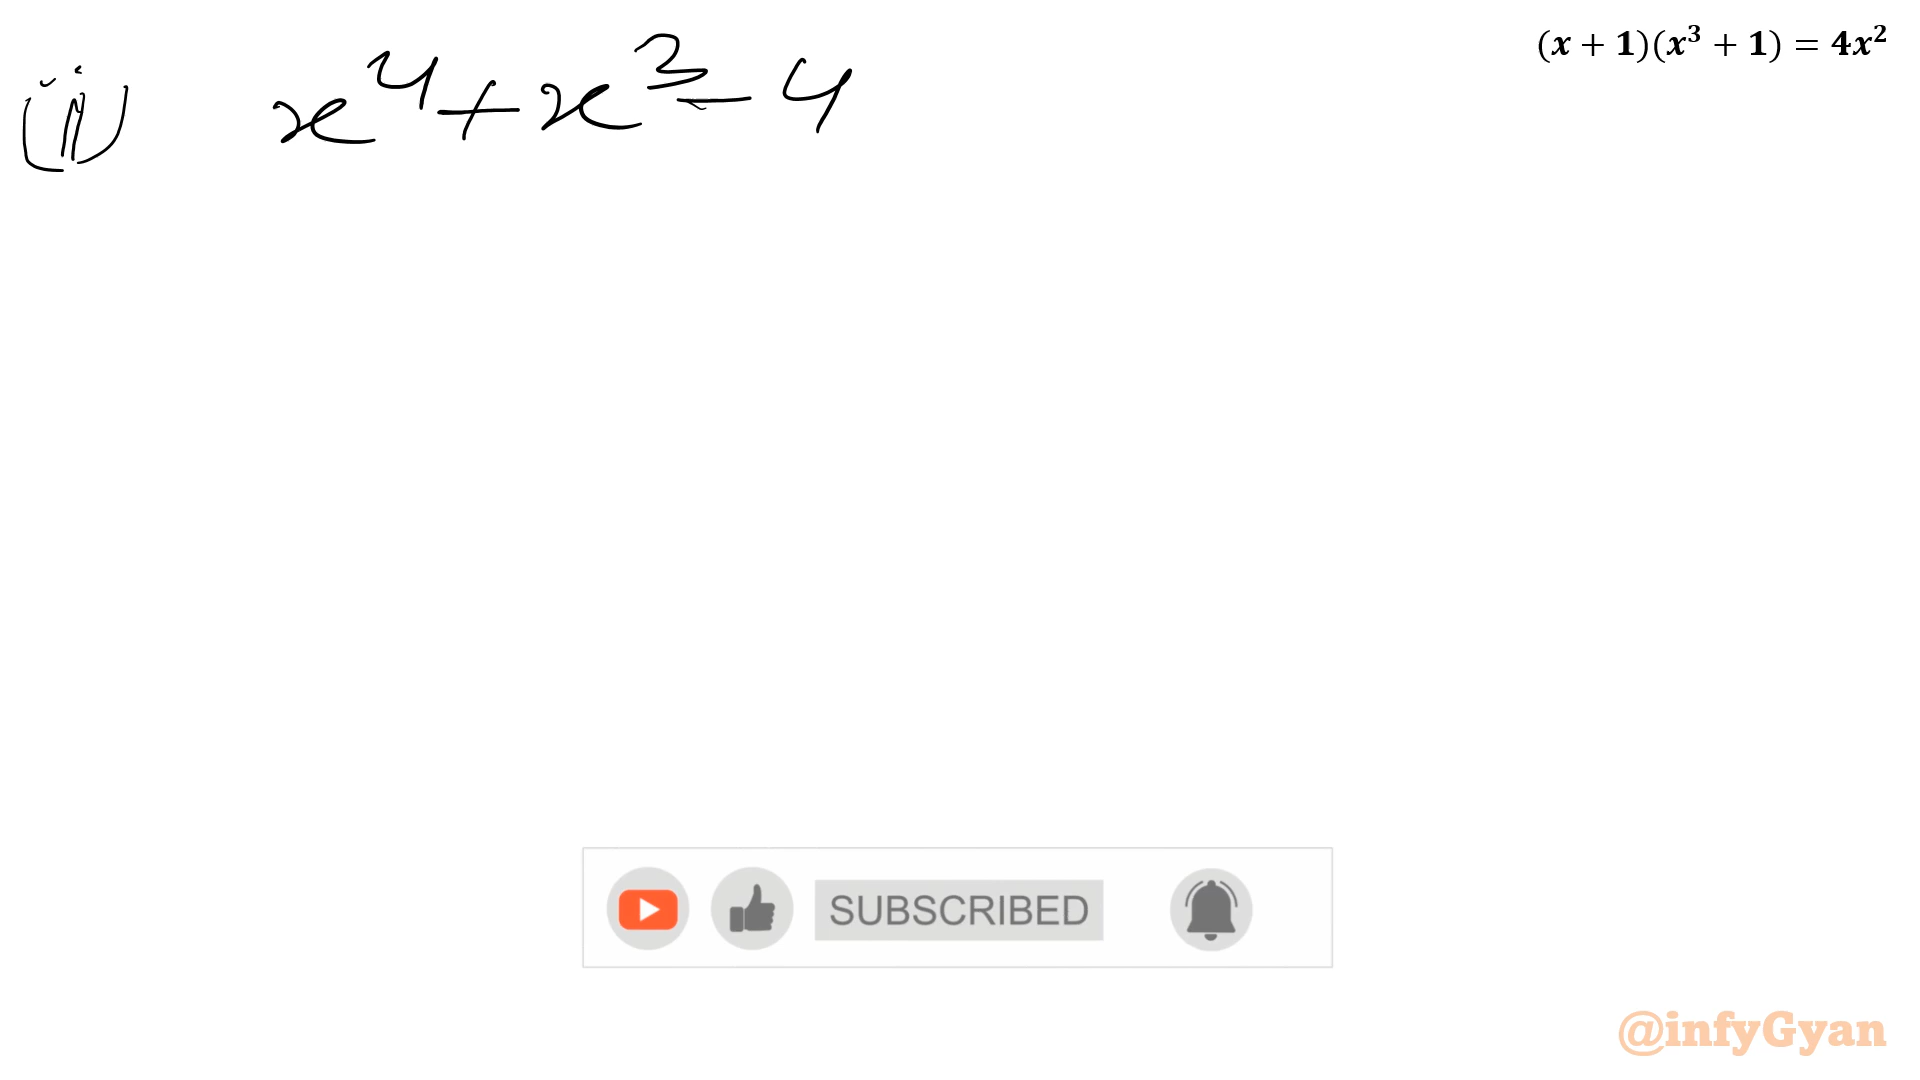 (x + 1)(x³ + 1) = 4x²
(ii) x⁴ + x³ - 4
SUBSCRIBED
@infyGyan